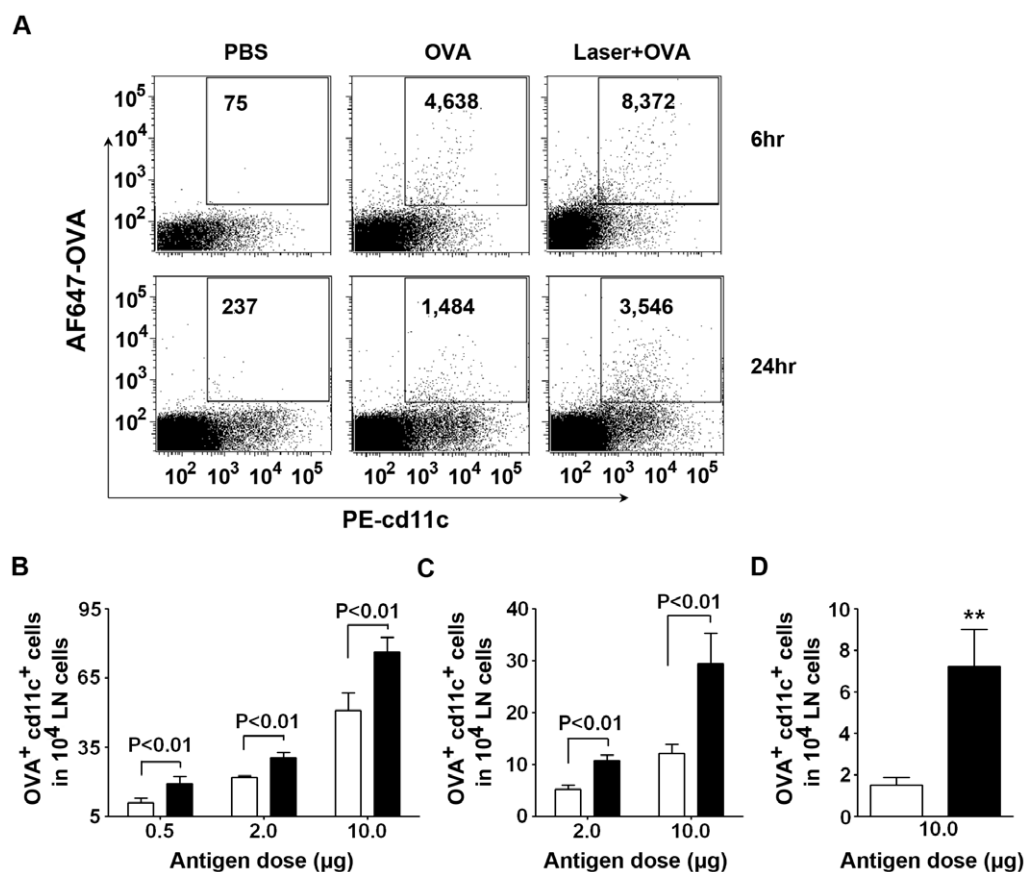 A
PBS OVA Laser+OVA
10⁵ 75 4,638 8,372
10⁴ 6hr
10³
10²
AF647-OVA
10⁵ 237 1,484 3,546
10⁴ 24hr
10³
10²
10² 10³ 10⁴ 10⁵ 10² 10³ 10⁴ 10⁵ 10² 10³ 10⁴ 10⁵
PE-cd11c
B
OVA⁺ cd11c⁺ cells
in 10⁴ LN cells
95
65
35
5
P<0.01
P<0.01
P<0.01
0.5 2.0 10.0
Antigen dose (µg)
C
OVA⁺ cd11c⁺ cells
in 10⁴ LN cells
40
30
20
10
0
P<0.01
P<0.01
2.0 10.0
Antigen dose (µg)
D
OVA⁺ cd11c⁺ cells
in 10⁴ LN cells
10
8
6
4
2
0
**
10.0
Antigen dose (µg)